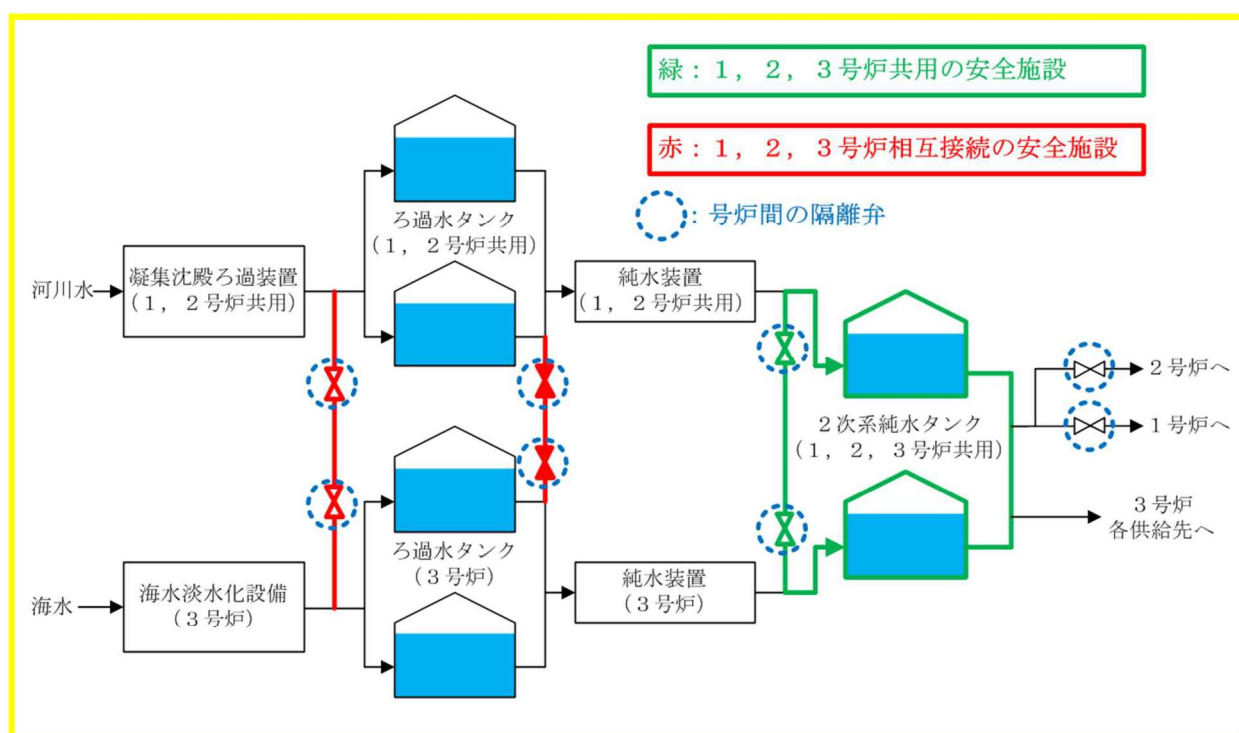 緑：１，２，３号炉共用の安全施設
赤：１，２，３号炉相互接続の安全施設
：号炉間の隔離弁
ろ過水タンク
（１，２号炉共用）
河川水
凝集沈殿ろ過装置
（１，２号炉共用）
純水装置
（１，２号炉共用）
２号炉へ
２次系純水タンク
（１，２，３号炉共用）
１号炉へ
３号炉
各供給先へ
ろ過水タンク
（３号炉）
海水
海水淡水化設備
（３号炉）
純水装置
（３号炉）